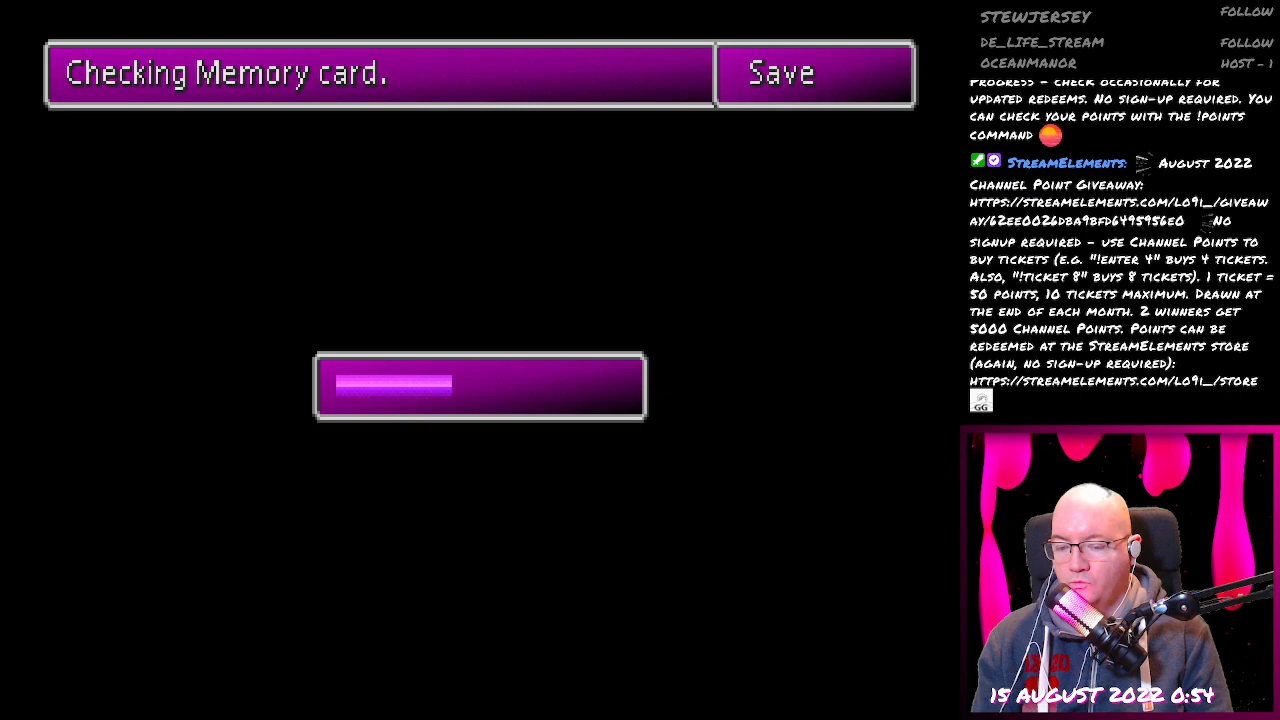 Checking Memory card.
Save
STEWJERSEY FOLLOW
DE_LIFE_STREAM FOLLOW
OCEANMANOR HOST - 1
PROGRESS - CHECK OCCASIONALLY FOR
UPDATED REDEEMS. NO SIGN-UP REQUIRED. YOU
CAN CHECK YOUR POINTS WITH THE !POINTS
COMMAND
STREAMELEMENTS: AUGUST 2022
CHANNEL POINT GIVEAWAY:
HTTPS://STREAMELEMENTS.COM/LO9I_/GIVEAW
AY/62EE0026DBA9BFD6495956E0 NO
SIGNUP REQUIRED - USE CHANNEL POINTS TO
BUY TICKETS (E.G. "!ENTER 4" BUYS 4 TICKETS.
ALSO, "!TICKET 8" BUYS 8 TICKETS). 1 TICKET =
50 POINTS, 10 TICKETS MAXIMUM. DRAWN AT
THE END OF EACH MONTH. 2 WINNERS GET
5000 CHANNEL POINTS. POINTS CAN BE
REDEEMED AT THE STREAMELEMENTS STORE
(AGAIN, NO SIGN-UP REQUIRED):
HTTPS://STREAMELEMENTS.COM/LO9I_/STORE
GG
15 AUGUST 2022 0:54